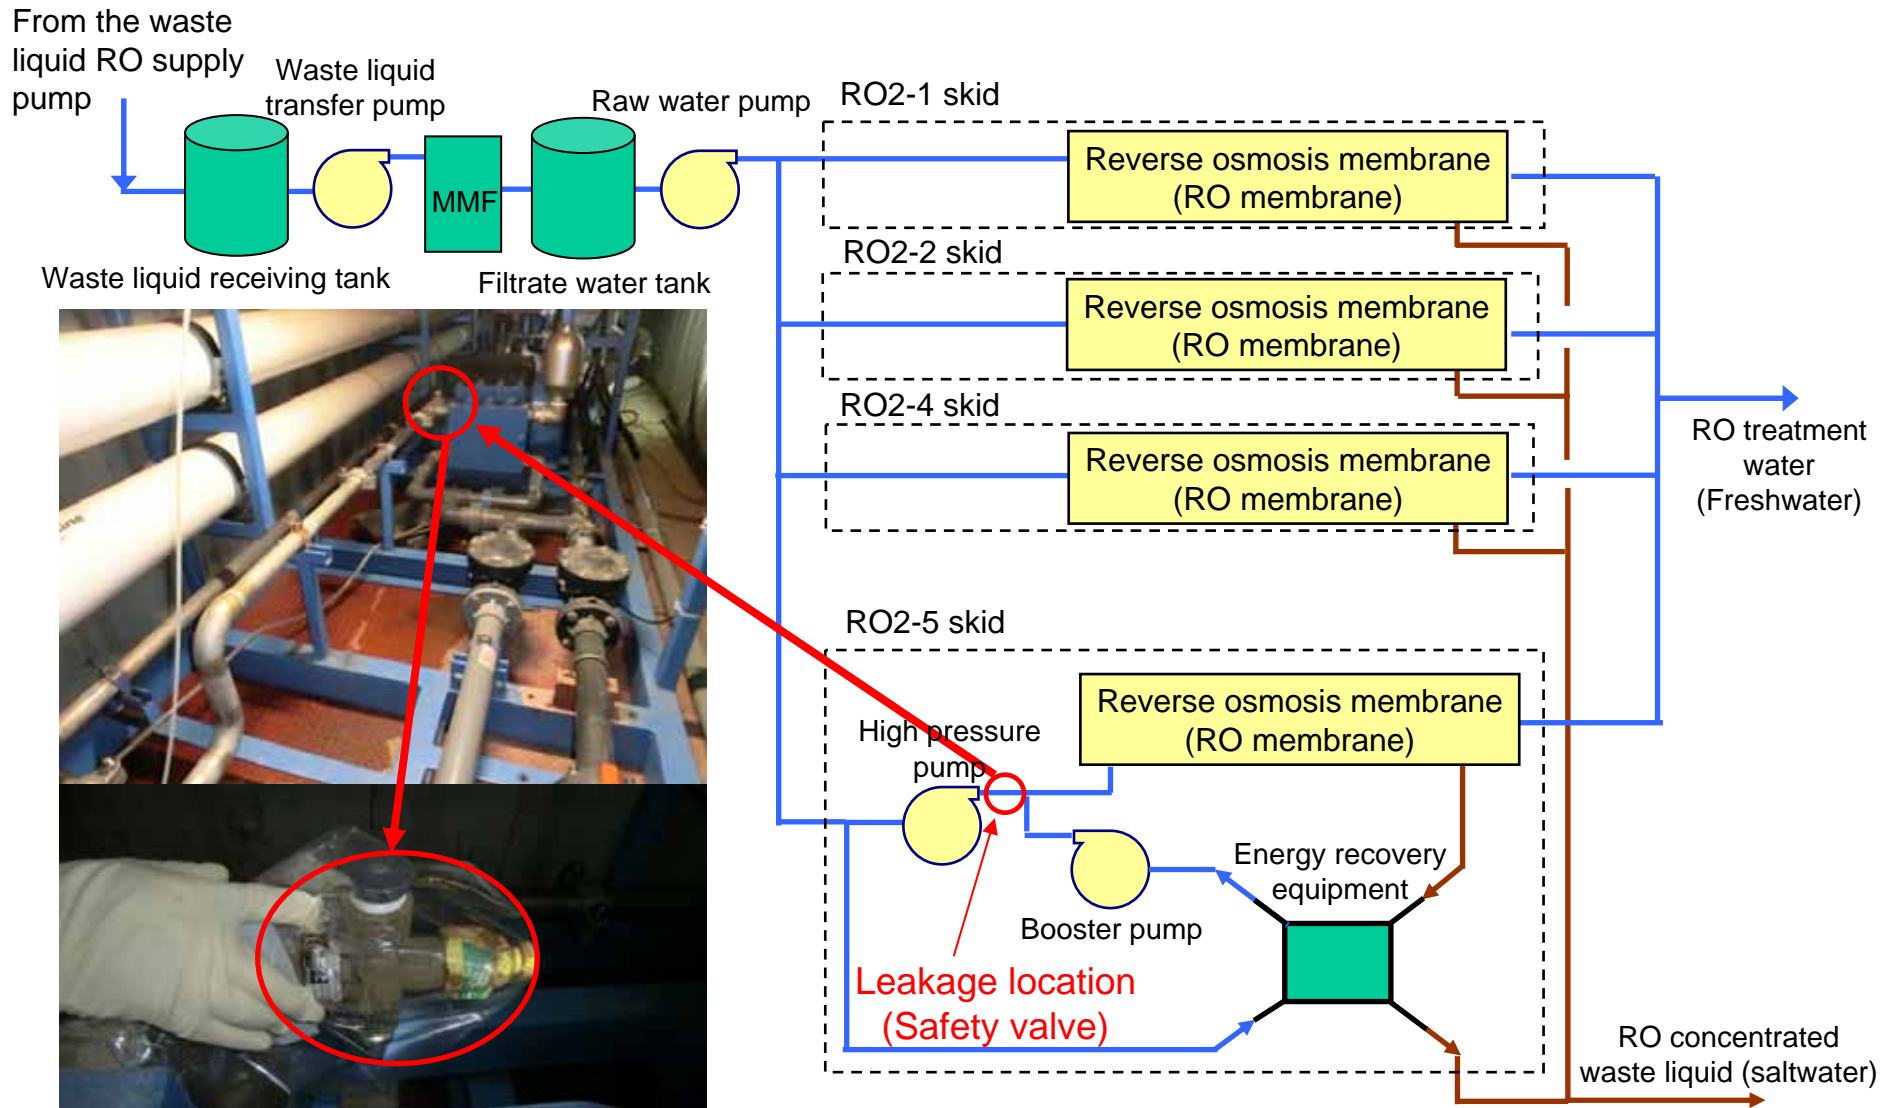 From the waste
liquid RO supply
pump
Waste liquid
transfer pump
Raw water pump
MMF
Waste liquid receiving tank
Filtrate water tank
RO2-1 skid
Reverse osmosis membrane
(RO membrane)
RO2-2 skid
Reverse osmosis membrane
(RO membrane)
RO2-4 skid
Reverse osmosis membrane
(RO membrane)
RO treatment
water
(Freshwater)
RO2-5 skid
Reverse osmosis membrane
(RO membrane)
High pressure
pump
Energy recovery
equipment
Booster pump
Leakage location
(Safety valve)
RO concentrated
waste liquid (saltwater)